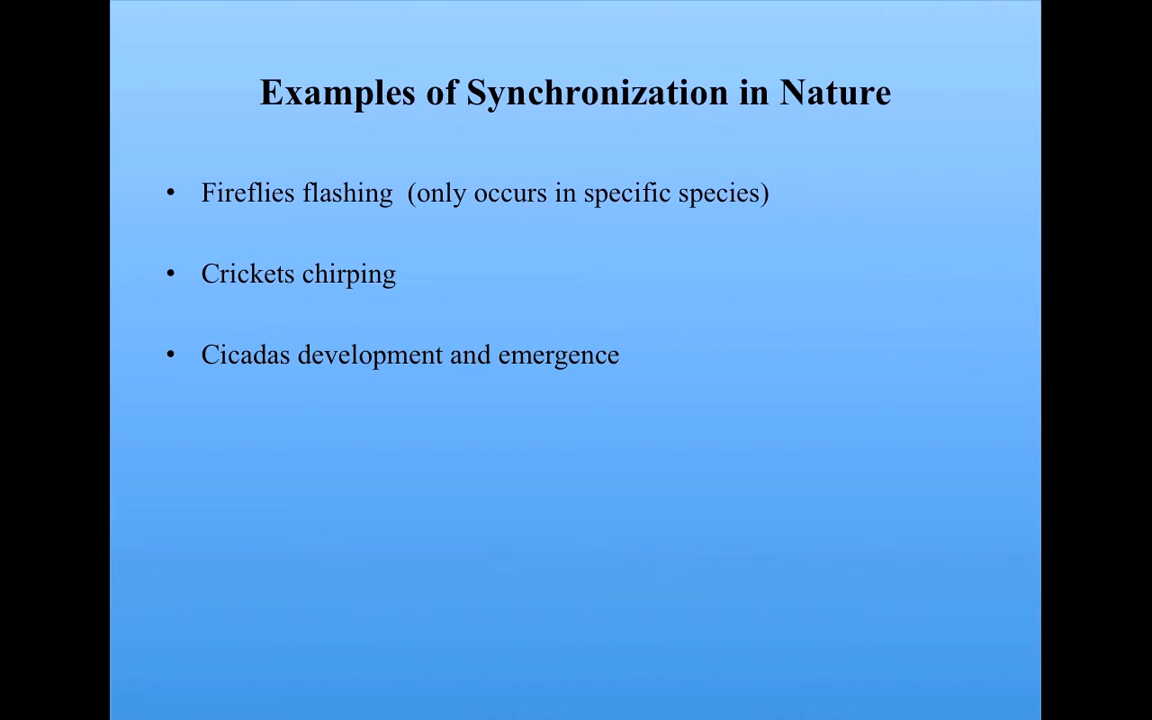 Examples of Synchronization in Nature
• Fireflies flashing (only occurs in specific species)
• Crickets chirping
• Cicadas development and emergence